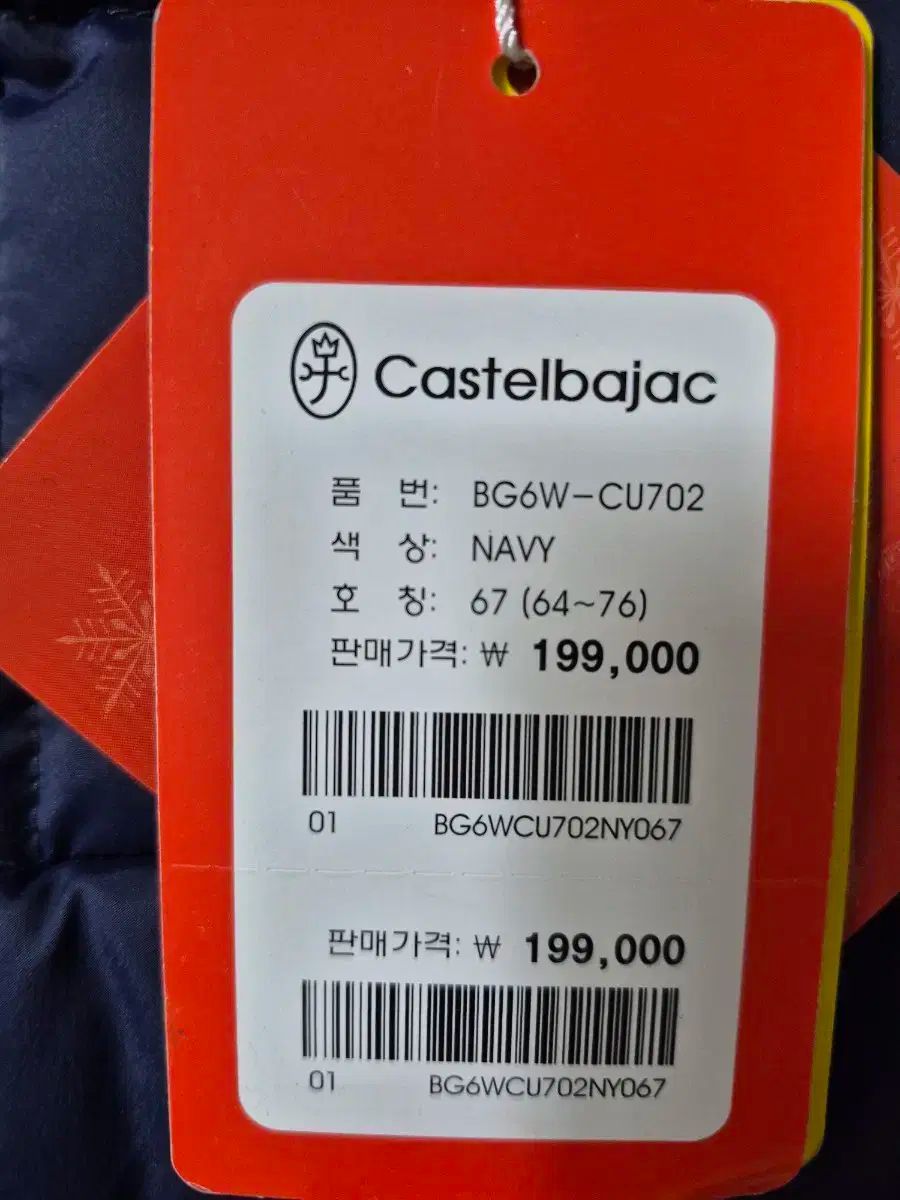 Castelbajac
품 번: BG6W-CU702
색 상: NAVY
호 칭: 67 (64~76)
판매가격: ₩ 199,000
01 BG6WCU702NY067
판매가격: ₩ 199,000
01 BG6WCU702NY067